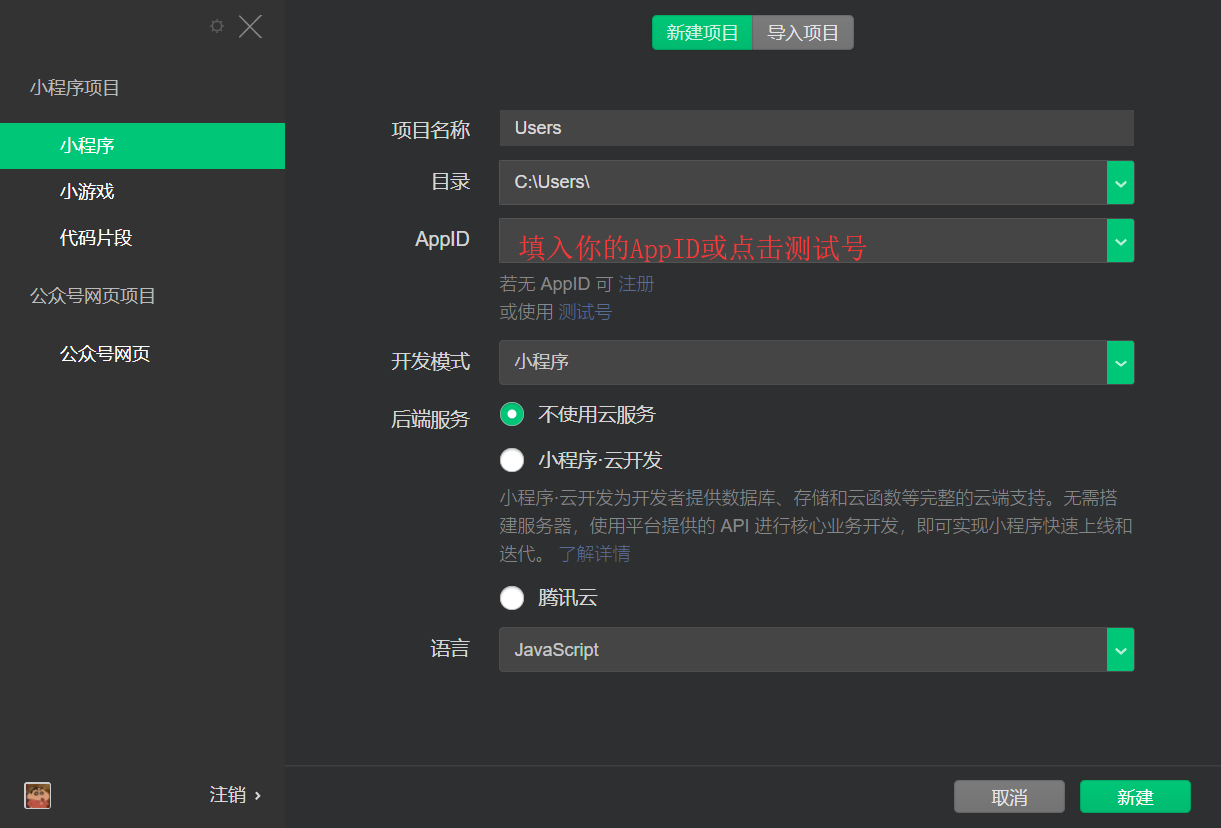 新建项目 导入项目
小程序项目
小程序
小游戏
代码片段
公众号网页项目
公众号网页
注销 ›
项目名称 Users
目录 C:\Users\
AppID 填入你的AppID或点击测试号
若无 AppID 可 注册
或使用 测试号
开发模式 小程序
后端服务 不使用云服务
小程序·云开发
小程序·云开发为开发者提供数据库、存储和云函数等完整的云端支持。无需搭
建服务器，使用平台提供的 API 进行核心业务开发，即可实现小程序快速上线和
迭代。 了解详情
腾讯云
语言 JavaScript
取消 新建